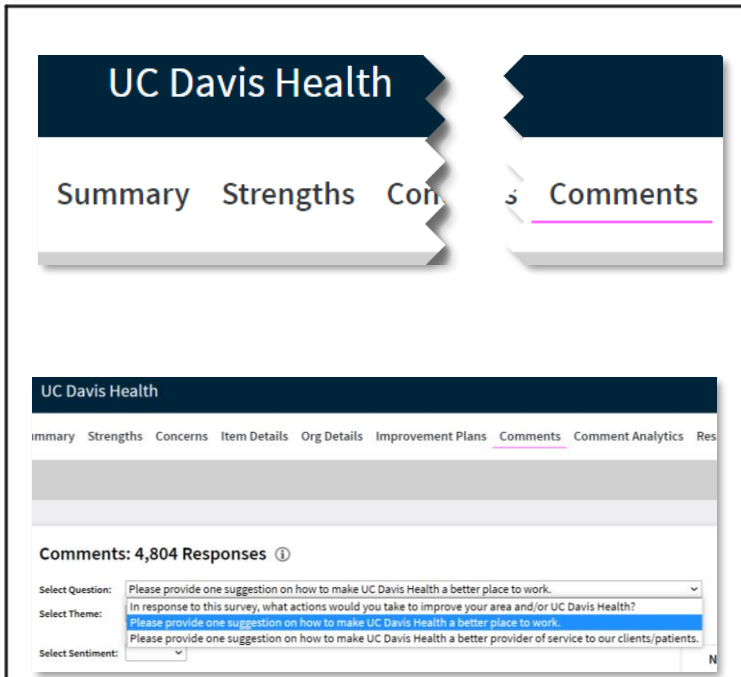 UC Davis Health
Summary Strengths Comments
UC Davis Health
Strengths Concerns Item Details Org Details Improvement Plans Comments Comment Analytics
Comments: 4,804 Responses
Select Question: Please provide one suggestion on how to make UC Davis Health a better place to work.
In response to this survey, what actions would you take to improve your area and/or UC Davis Health?
Select Theme:
Please provide one suggestion on how to make UC Davis Health a better place to work.
Please provide one suggestion on how to make UC Davis Health a better provider of service to our clients/patients.
Select Sentiment: